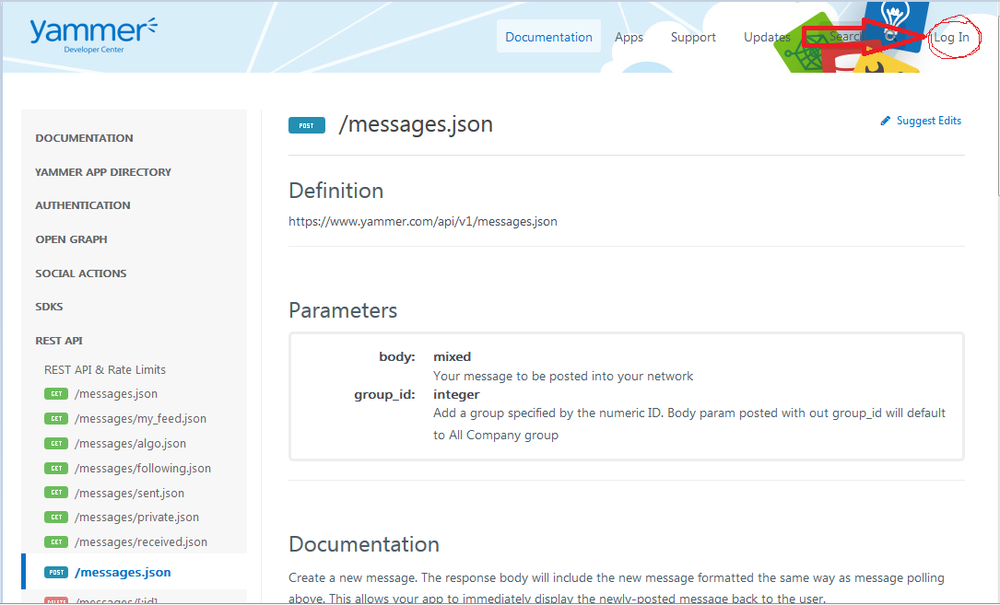 yammer
Developer Center
Documentation Apps Support Updates Search Log In
DOCUMENTATION
YAMMER APP DIRECTORY
AUTHENTICATION
OPEN GRAPH
SOCIAL ACTIONS
SDKS
REST API
REST API & Rate Limits
GET /messages.json
GET /messages/my_feed.json
GET /messages/algo.json
GET /messages/following.json
GET /messages/sent.json
GET /messages/private.json
GET /messages/received.json
POST /messages.json
DELETE /messages/[:id]
POST /messages.json
Suggest Edits
Definition
https://www.yammer.com/api/v1/messages.json
Parameters
body: mixed
Your message to be posted into your network
group_id: integer
Add a group specified by the numeric ID. Body param posted with out group_id will default
to All Company group
Documentation
Create a new message. The response body will include the new message formatted the same way as message polling
above. This allows your app to immediately display the newly-posted message back to the user.